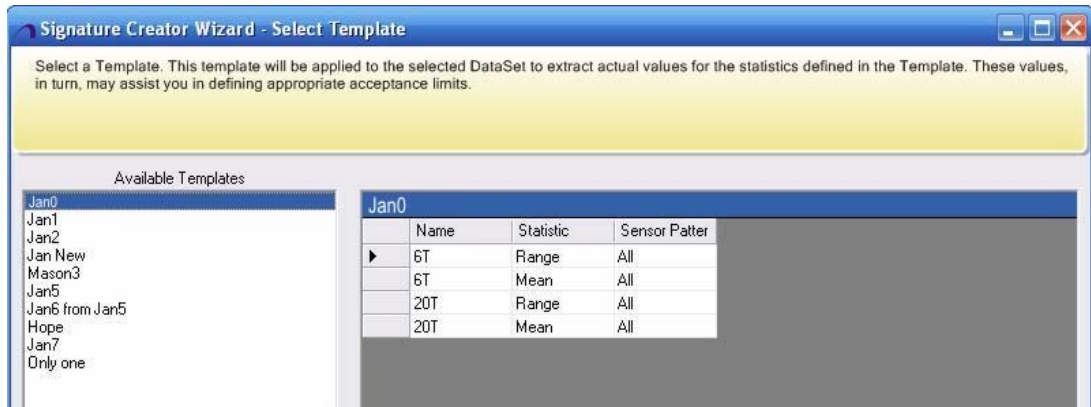 Signature Creator Wizard - Select Template
Select a Template. This template will be applied to the selected DataSet to extract actual values for the statistics defined in the Template. These values,
in turn, may assist you in defining appropriate acceptance limits.
Available Templates
Jan0
Jan1
Jan2
Jan New
Mason3
Jan5
Jan6 from Jan5
Hope
Jan7
Only one
Jan0
Name Statistic Sensor Patter
6T Range All
6T Mean All
20T Range All
20T Mean All